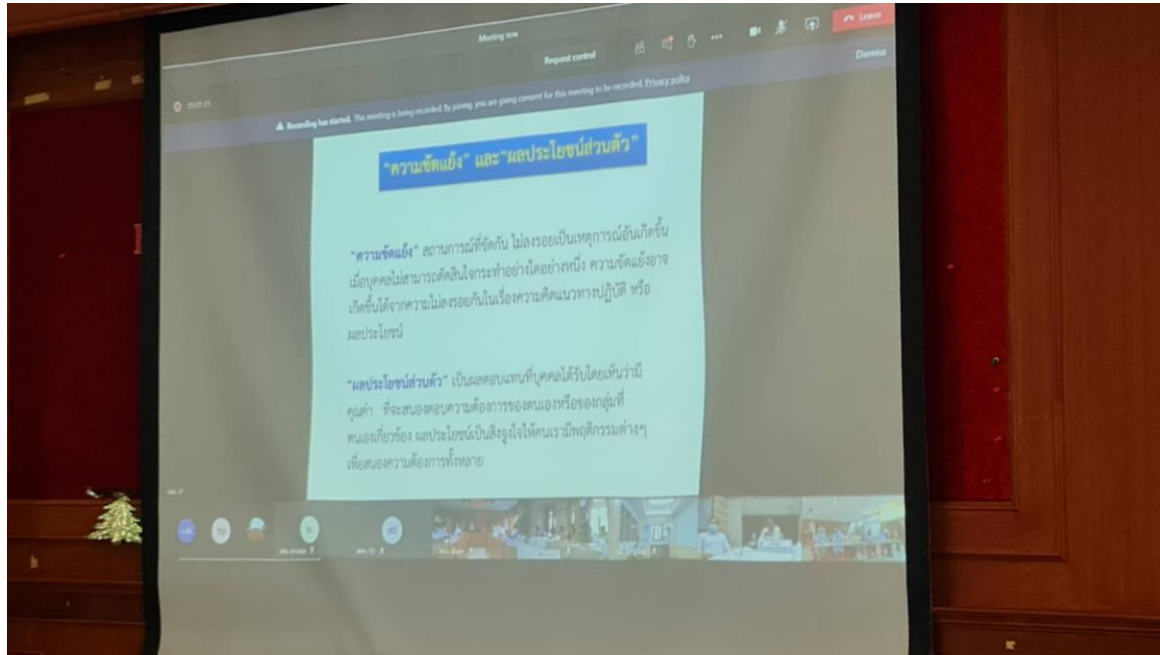 Meeting now
Request control
Leave
Recording has started. This meeting is being recorded. By joining, you are giving consent for this meeting to be recorded. Privacy policy
Dismiss
"ความขัดแย้ง" และ "ผลประโยชน์ส่วนตัว"
"ความขัดแย้ง" สถานการณ์ที่ขัดกัน ไม่ลงรอยเป็นเหตุการณ์อันเกิดขึ้น
เมื่อบุคคลไม่สามารถตัดสินใจกระทำอย่างใดอย่างหนึ่ง ความขัดแย้งอาจ
เกิดขึ้นได้จากความไม่ลงรอยกันในเรื่องความคิดแนวทางปฏิบัติ หรือ
ผลประโยชน์
"ผลประโยชน์ส่วนตัว" เป็นผลตอบแทนที่บุคคลได้รับโดยเห็นว่ามี
คุณค่า ที่จะสนองตอบความต้องการของตนเองหรือของกลุ่มที่
ตนเองเกี่ยวข้อง ผลประโยชน์เป็นสิ่งจูงใจให้คนเรามีพฤติกรรมต่างๆ
เพื่อสนองความต้องการทั้งหลาย